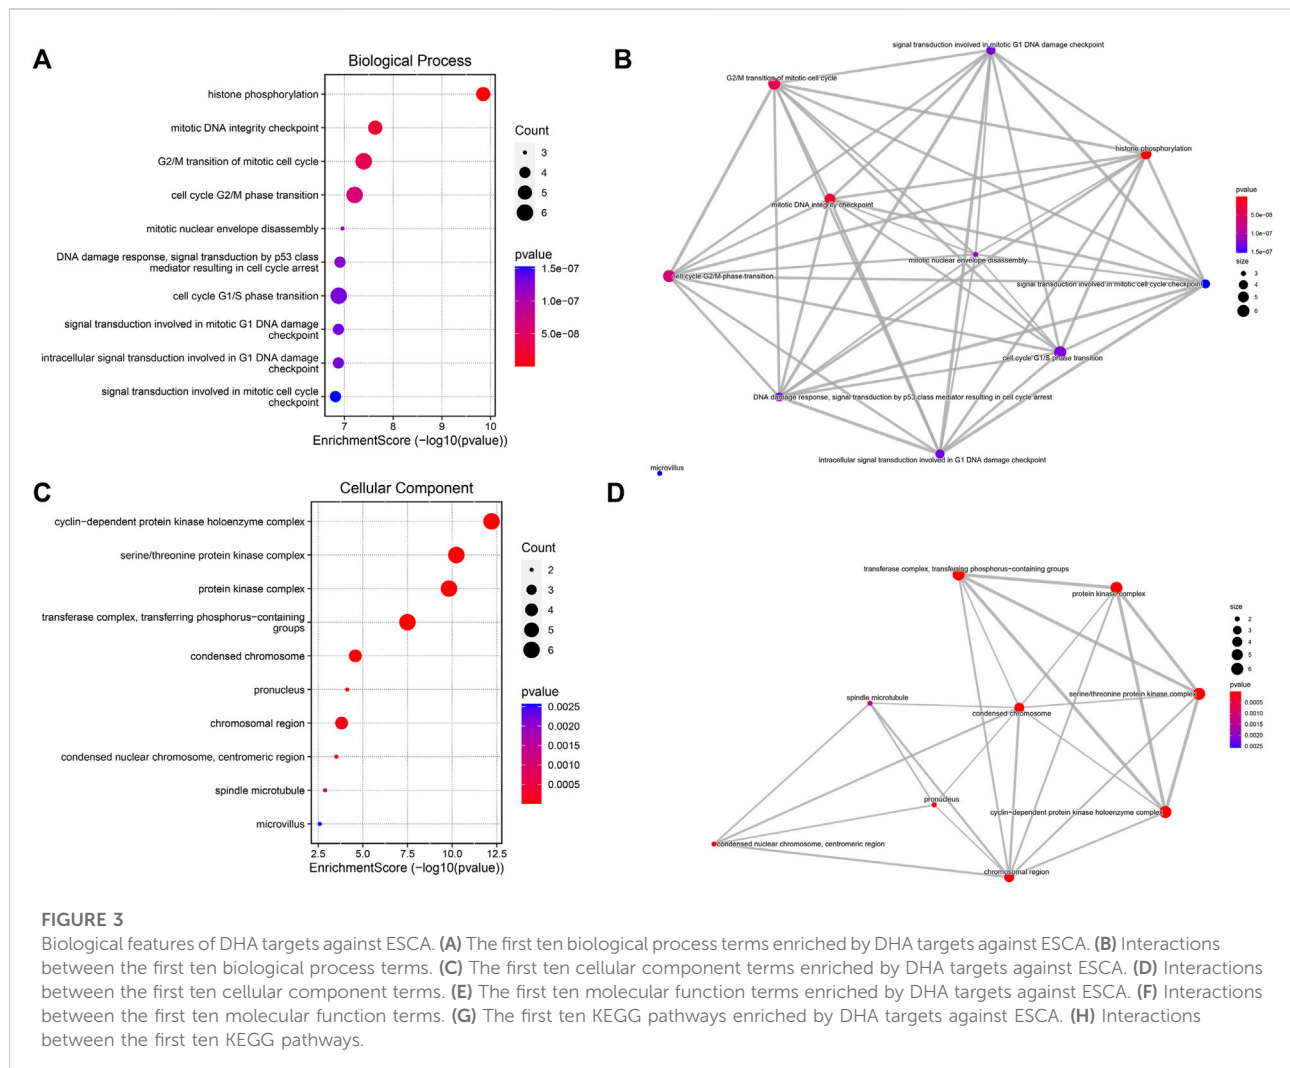 A
Biological Process
histone phosphorylation
mitotic DNA integrity checkpoint
G2/M transition of mitotic cell cycle
cell cycle G2/M phase transition
mitotic nuclear envelope disassembly
DNA damage response, signal transduction by p53 class
mediator resulting in cell cycle arrest
cell cycle G1/S phase transition
signal transduction involved in mitotic G1 DNA damage
checkpoint
intracellular signal transduction involved in G1 DNA damage
checkpoint
signal transduction involved in mitotic cell cycle
checkpoint
7 8 9 10
EnrichmentScore (−log10(pvalue))
Count
3
4
5
6
pvalue
1.5e−07
1.0e−07
5.0e−08
B
signal transduction involved in mitotic G1 DNA damage checkpoint
G2/M transition of mitotic cell cycle
histone phosphorylation
mitotic DNA integrity checkpoint
mitotic nuclear envelope disassembly
cell cycle G2/M phase transition
signal transduction involved in mitotic cell cycle checkpoint
cell cycle G1/S phase transition
DNA damage response, signal transduction by p53 class mediator resulting in cell cycle arrest
intracellular signal transduction involved in G1 DNA damage checkpoint
pvalue
5.0e−08
1.0e−07
1.5e−07
size
3
4
5
6
C
Cellular Component
cyclin−dependent protein kinase holoenzyme complex
serine/threonine protein kinase complex
protein kinase complex
transferase complex, transferring phosphorus−containing
groups
condensed chromosome
pronucleus
chromosomal region
condensed nuclear chromosome, centromeric region
spindle microtubule
microvillus
2.5 5.0 7.5 10.0 12.5
EnrichmentScore (−log10(pvalue))
Count
2
3
4
5
6
pvalue
0.0025
0.0020
0.0015
0.0010
0.0005
D
microvillus
transferase complex, transferring phosphorus−containing groups
protein kinase complex
serine/threonine protein kinase complex
spindle microtubule
condensed chromosome
pronucleus
cyclin−dependent protein kinase holoenzyme complex
condensed nuclear chromosome, centromeric region
chromosomal region
size
2
3
4
5
6
pvalue
0.0005
0.0010
0.0015
0.0020
0.0025
FIGURE 3
Biological features of DHA targets against ESCA. (A) The first ten biological process terms enriched by DHA targets against ESCA. (B) Interactions
between the first ten biological process terms. (C) The first ten cellular component terms enriched by DHA targets against ESCA. (D) Interactions
between the first ten cellular component terms. (E) The first ten molecular function terms enriched by DHA targets against ESCA. (F) Interactions
between the first ten molecular function terms. (G) The first ten KEGG pathways enriched by DHA targets against ESCA. (H) Interactions
between the first ten KEGG pathways.